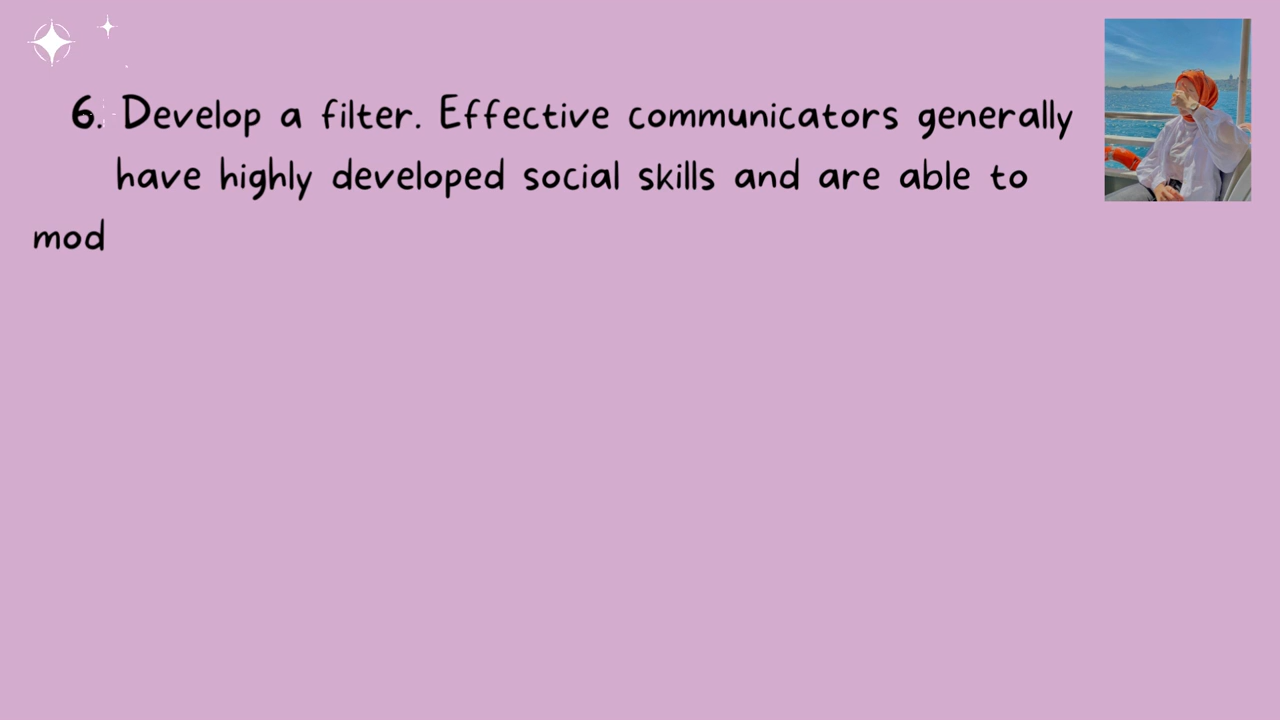 6. Develop a filter. Effective communicators generally
have highly developed social skills and are able to
mod